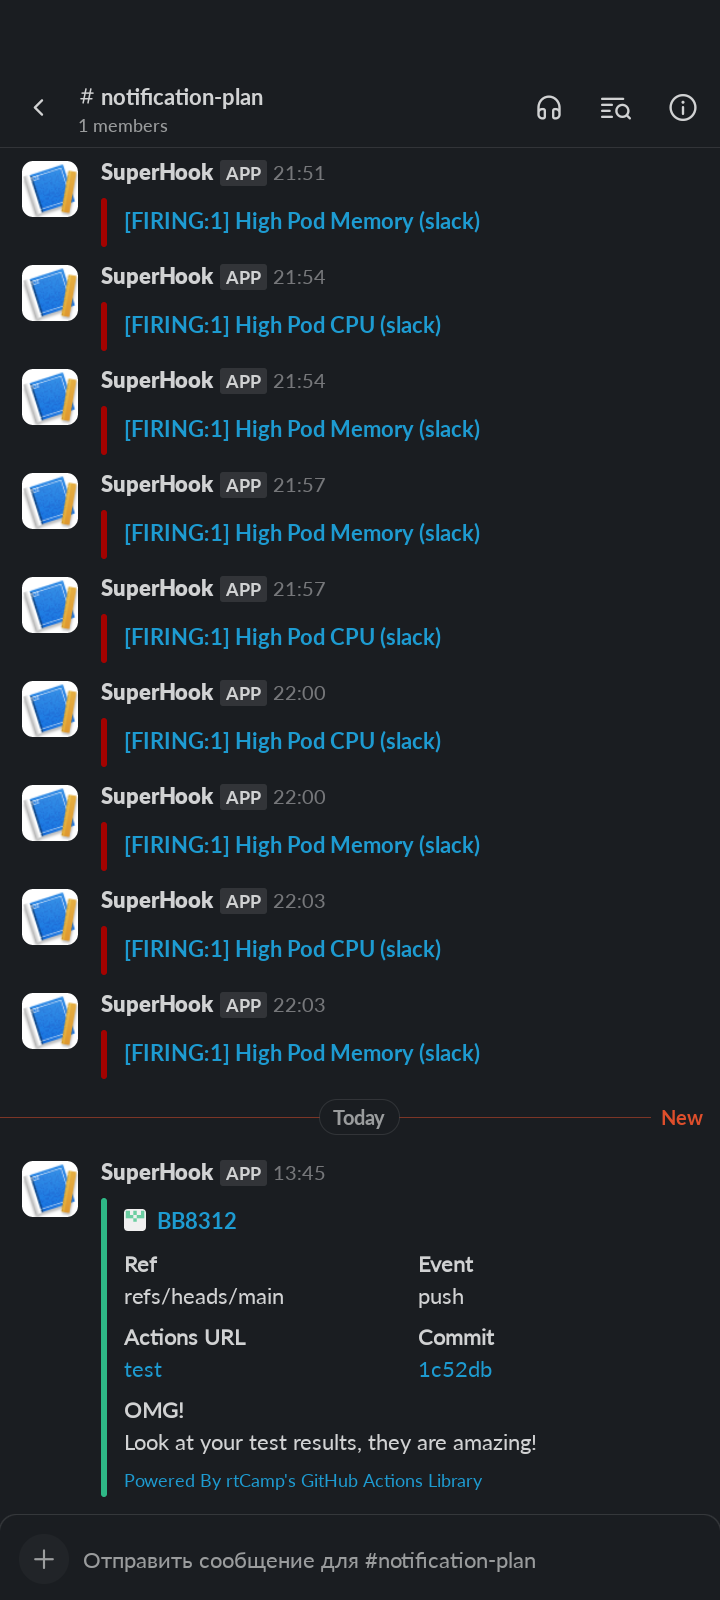 # notification-plan
1 members
SuperHook APP 21:51
[FIRING:1] High Pod Memory (slack)
SuperHook APP 21:54
[FIRING:1] High Pod CPU (slack)
SuperHook APP 21:54
[FIRING:1] High Pod Memory (slack)
SuperHook APP 21:57
[FIRING:1] High Pod Memory (slack)
SuperHook APP 21:57
[FIRING:1] High Pod CPU (slack)
SuperHook APP 22:00
[FIRING:1] High Pod CPU (slack)
SuperHook APP 22:00
[FIRING:1] High Pod Memory (slack)
SuperHook APP 22:03
[FIRING:1] High Pod CPU (slack)
SuperHook APP 22:03
[FIRING:1] High Pod Memory (slack)
Today New
SuperHook APP 13:45
BB8312
Ref Event
refs/heads/main push
Actions URL Commit
test 1c52db
OMG!
Look at your test results, they are amazing!
Powered By rtCamp's GitHub Actions Library
Отправить сообщение для #notification-plan